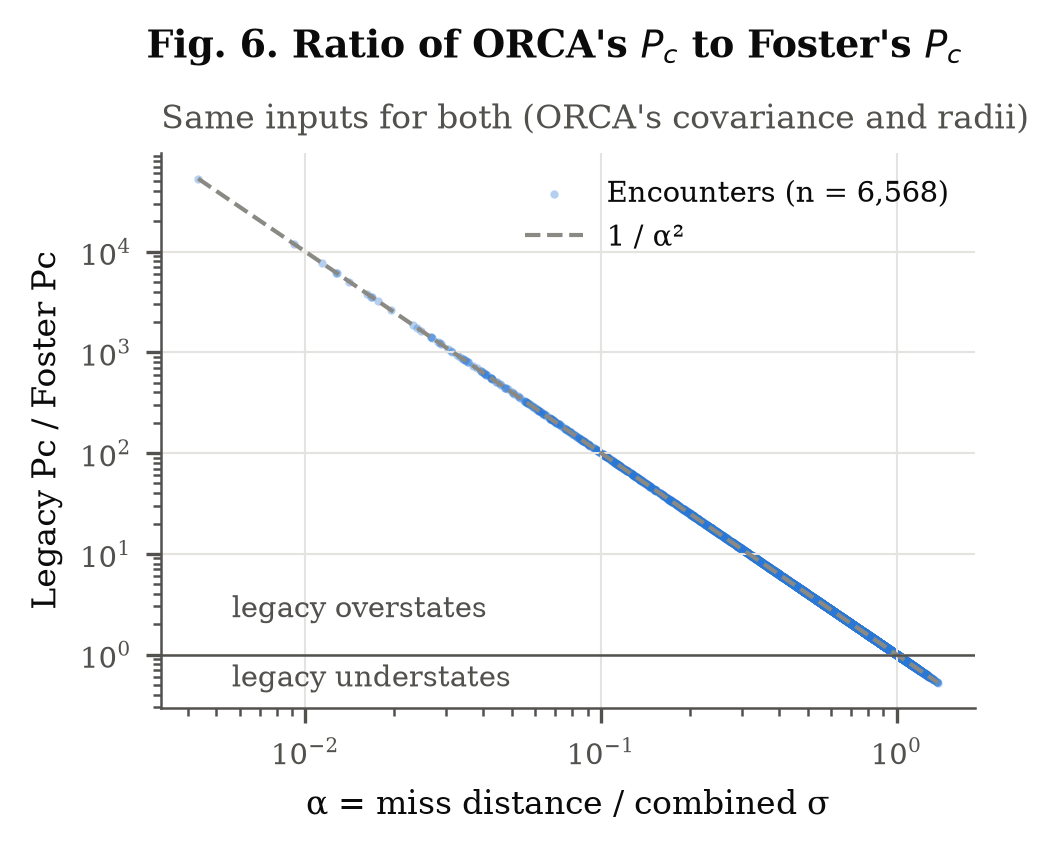 Fig. 6. Ratio of ORCA's P_c to Foster's P_c
Same inputs for both (ORCA's covariance and radii)
Encounters (n = 6,568)
1 / α²
Legacy Pc / Foster Pc
10⁴
10³
10²
10¹
10⁰
legacy overstates
legacy understates
10⁻²
10⁻¹
10⁰
α = miss distance / combined σ